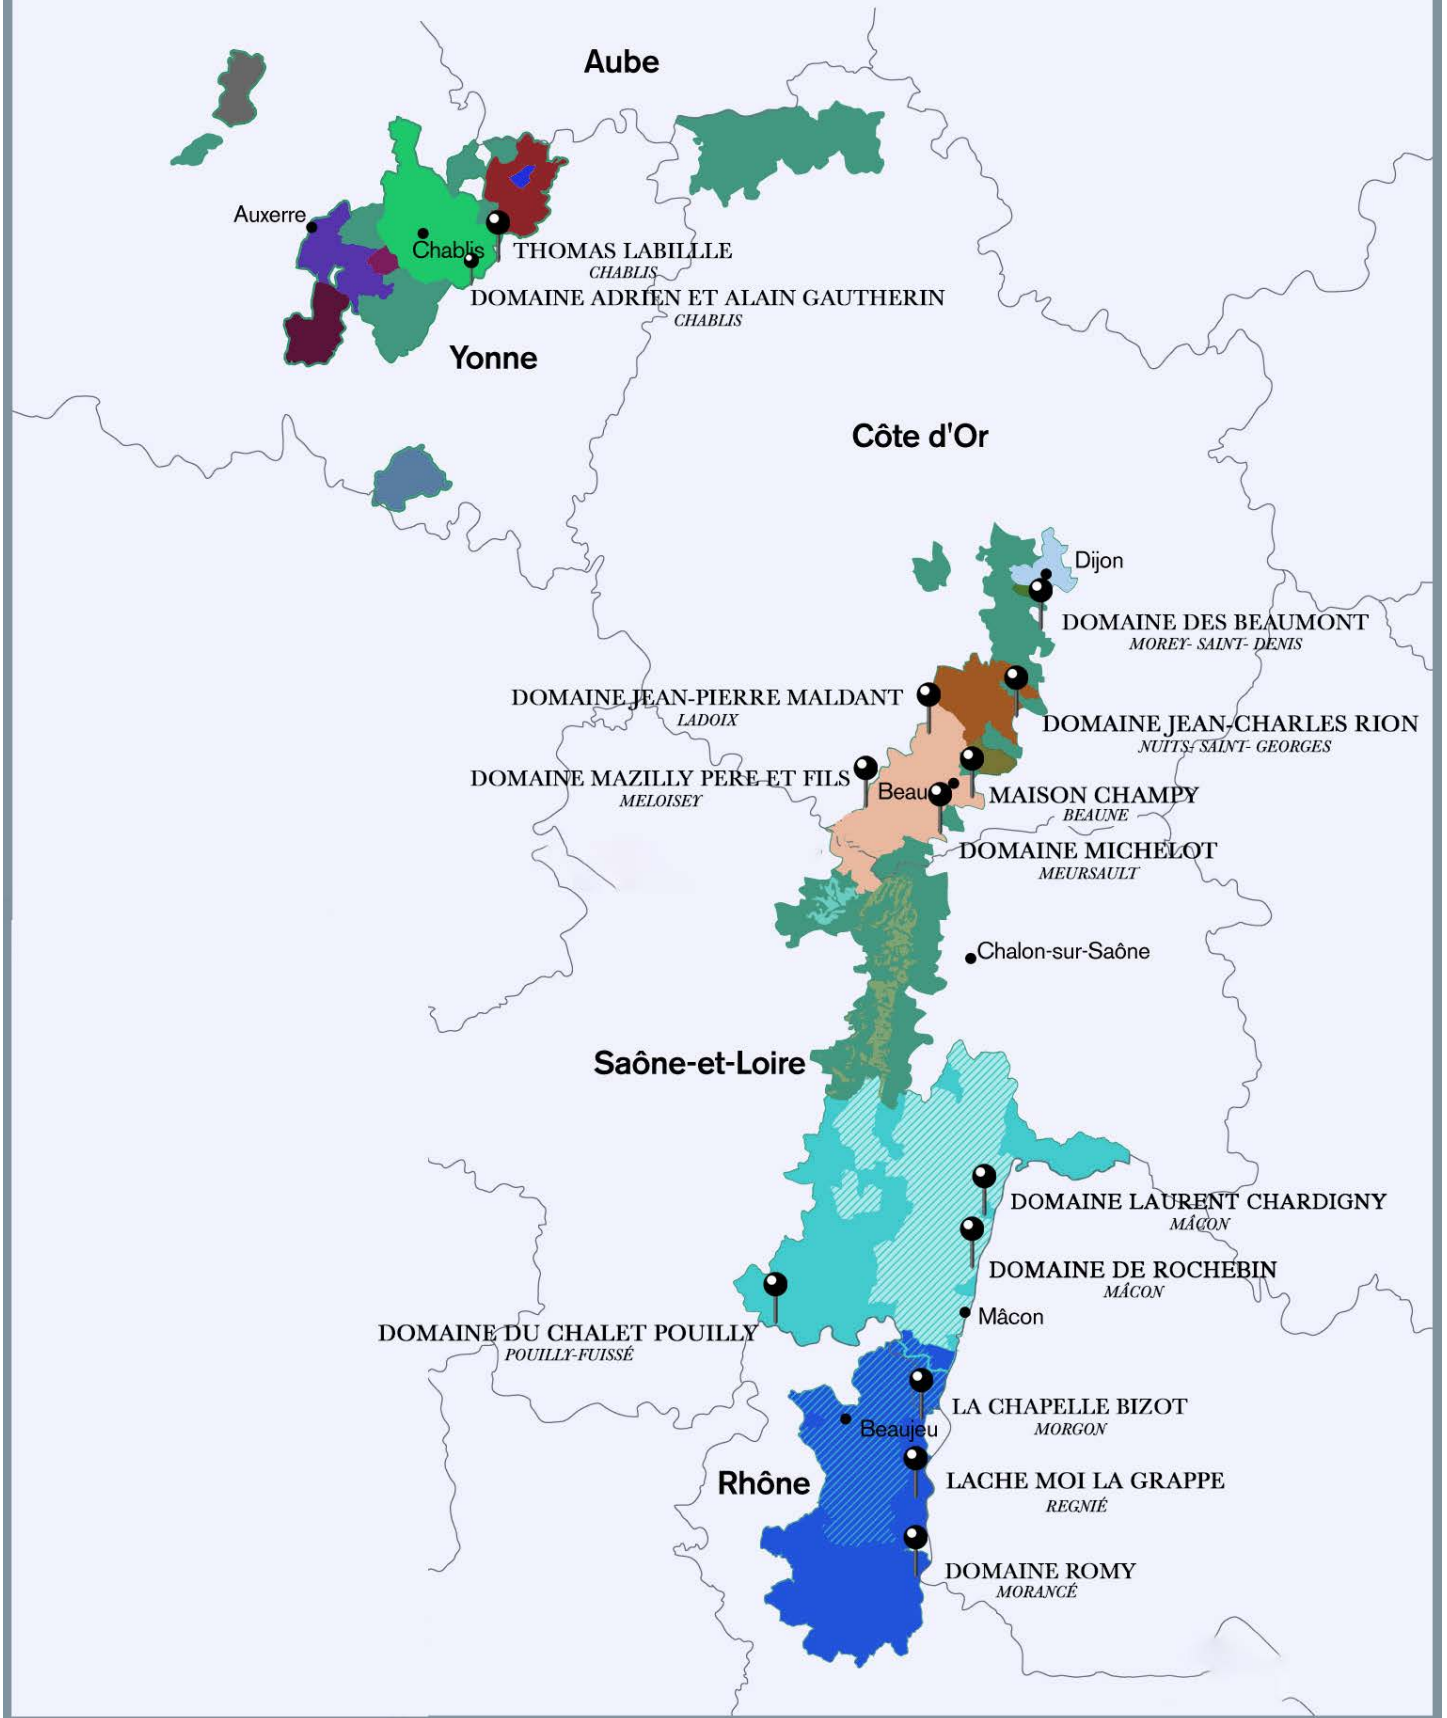 Aube
Auxerre
Chablis
THOMAS LABILLLE
CHABLIS
DOMAINE ADRIEN ET ALAIN GAUTHERIN
CHABLIS
Yonne
Côte d'Or
Dijon
DOMAINE DES BEAUMONT
MOREY- SAINT- DENIS
DOMAINE JEAN-PIERRE MALDANT
LADOIX
DOMAINE JEAN-CHARLES RION
NUITS- SAINT- GEORGES
DOMAINE MAZILLY PERE ET FILS
MELOISEY
Beau
MAISON CHAMPY
BEAUNE
DOMAINE MICHELOT
MEURSAULT
Chalon-sur-Saône
Saône-et-Loire
DOMAINE LAURENT CHARDIGNY
MÂCON
DOMAINE DE ROCHEBIN
MÂCON
Mâcon
DOMAINE DU CHALET POUILLY
POUILLY-FUISSÉ
LA CHAPELLE BIZOT
MORGON
Beaujeu
Rhône
LACHE MOI LA GRAPPE
REGNIÉ
DOMAINE ROMY
MORANCÉ